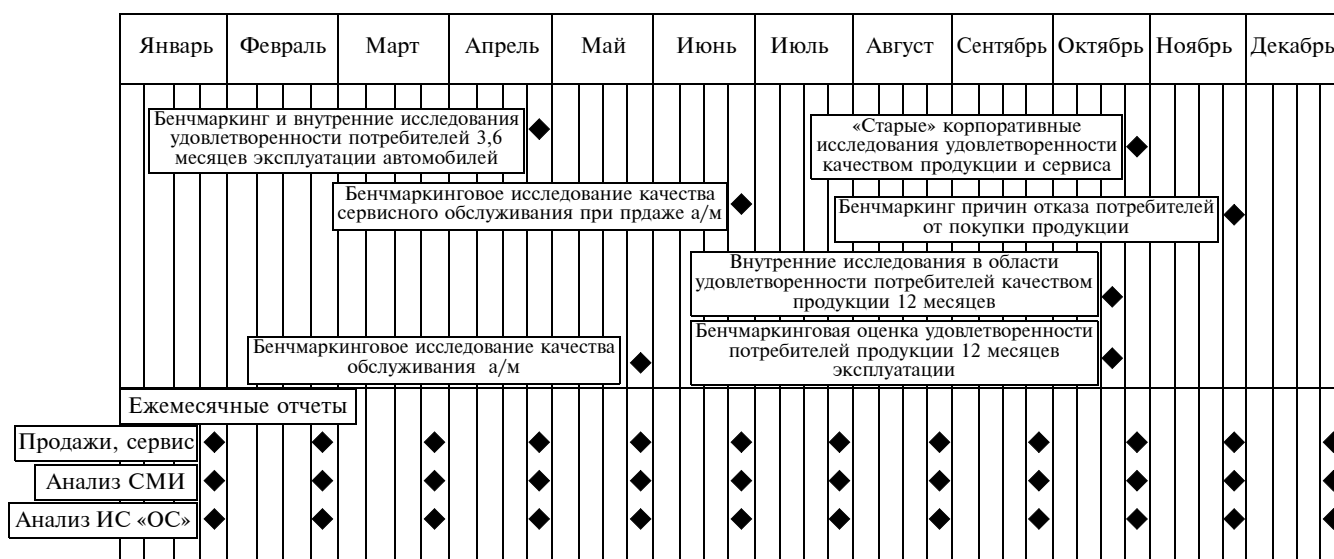 Январь Февраль Март Апрель Май Июнь Июль Август Сентябрь Октябрь Ноябрь Декабрь
Бенчмаркинг и внутренние исследования
удовлетворенности потребителей 3,6
месяцев эксплуатации автомобилей
«Старые» корпоративные
исследования удовлетворенности
качеством продукции и сервиса
Бенчмаркинговое исследование качества
сервисного обслуживания при прдаже а/м
Бенчмаркинг причин отказа потребителей
от покупки продукции
Внутренние исследования в области
удовлетворенности потребителей качеством
продукции 12 месяцев
Бенчмаркинговая оценка удовлетворенности
потребителей продукции 12 месяцев
эксплуатации
Бенчмаркинговое исследование качества
обслуживания а/м
Ежемесячные отчеты
Продажи, сервис
Анализ СМИ
Анализ ИС «ОС»